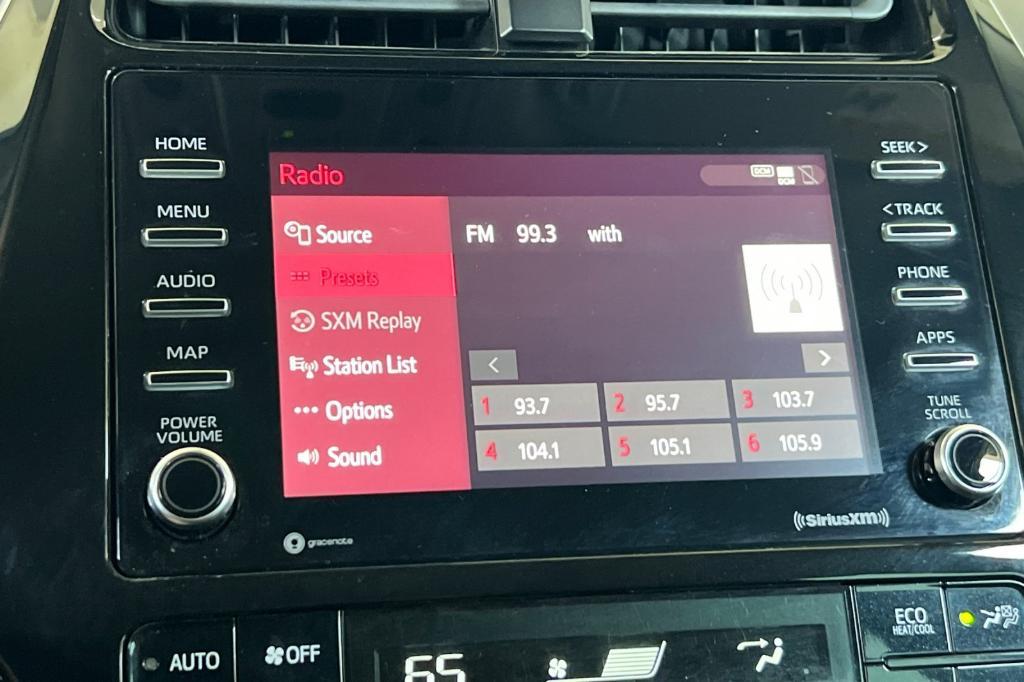 HOME
MENU
AUDIO
MAP
POWER
VOLUME
Radio
DCM
DCM
Source
Presets
SXM Replay
Station List
Options
Sound
FM 99.3 with
< >
1 93.7 2 95.7 3 103.7
4 104.1 5 105.1 6 105.9
SEEK >
< TRACK
PHONE
APPS
TUNE
SCROLL
gracenote
((SiriusXM))
AUTO
OFF
65
ECO
HEAT/COOL